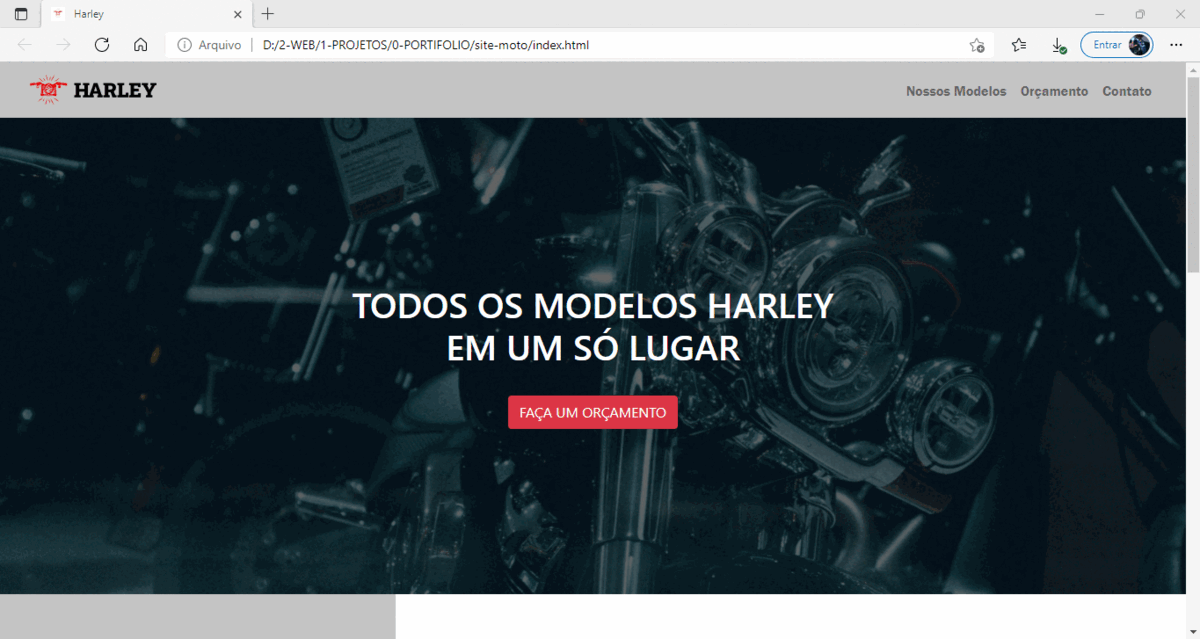 Harley
Arquivo
D:/2-WEB/1-PROJETOS/0-PORTIFOLIO/site-moto/index.html
Entrar
HARLEY
Nossos Modelos
Orçamento
Contato
TODOS OS MODELOS HARLEY
EM UM SÓ LUGAR
FAÇA UM ORÇAMENTO